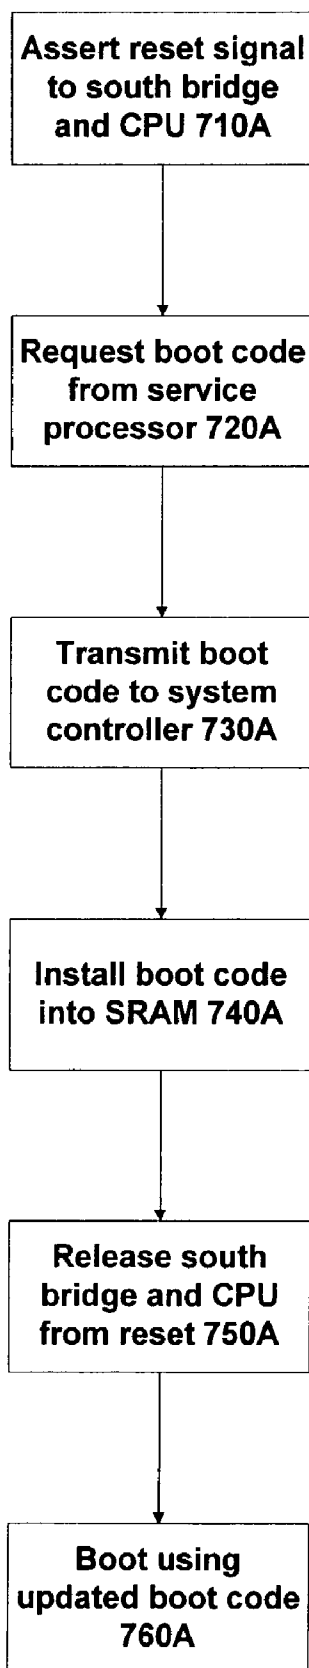 Assert reset signal
to south bridge
and CPU 710A
Request boot code
from service
processor 720A
Transmit boot
code to system
controller 730A
Install boot code
into SRAM 740A
Release south
bridge and CPU
from reset 750A
Boot using
updated boot code
760A